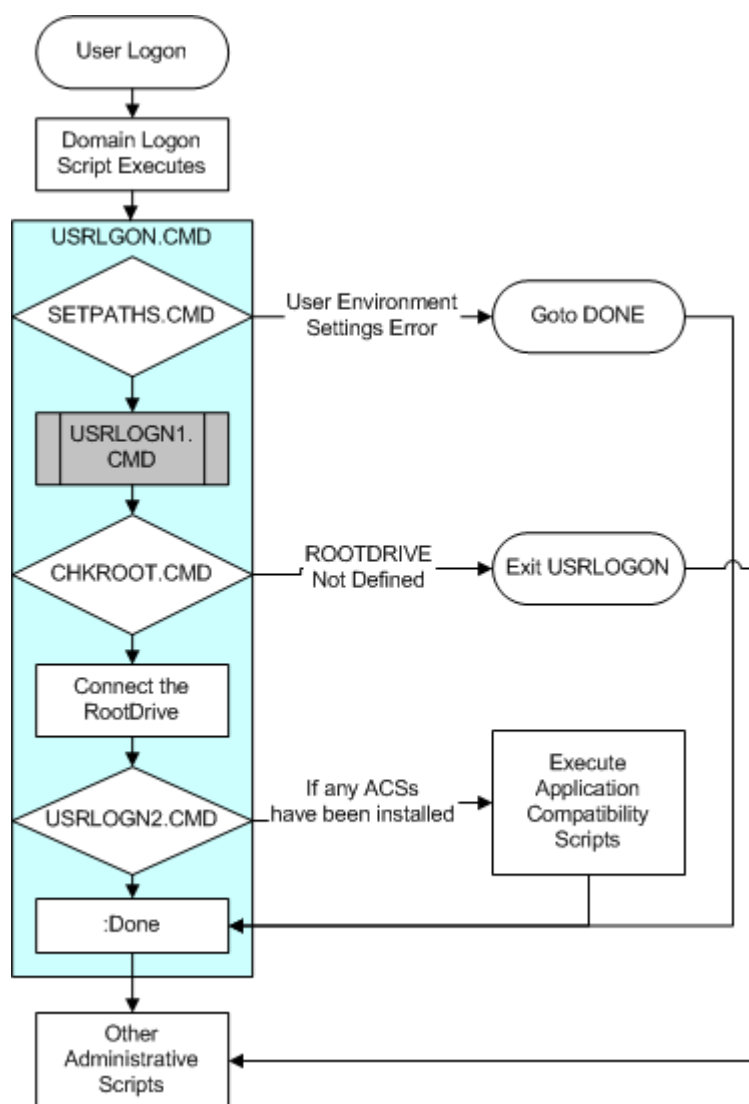 User Logon
Domain Logon
Script Executes
USRLGON.CMD
SETPATHS.CMD
User Environment
Settings Error
Goto DONE
USRLOGN1.
CMD
CHKROOT.CMD
ROOTDRIVE
Not Defined
Exit USRLOGON
Connect the
RootDrive
USRLOGN2.CMD
If any ACSs
have been installed
Execute
Application
Compatibility
Scripts
:Done
Other
Administrative
Scripts